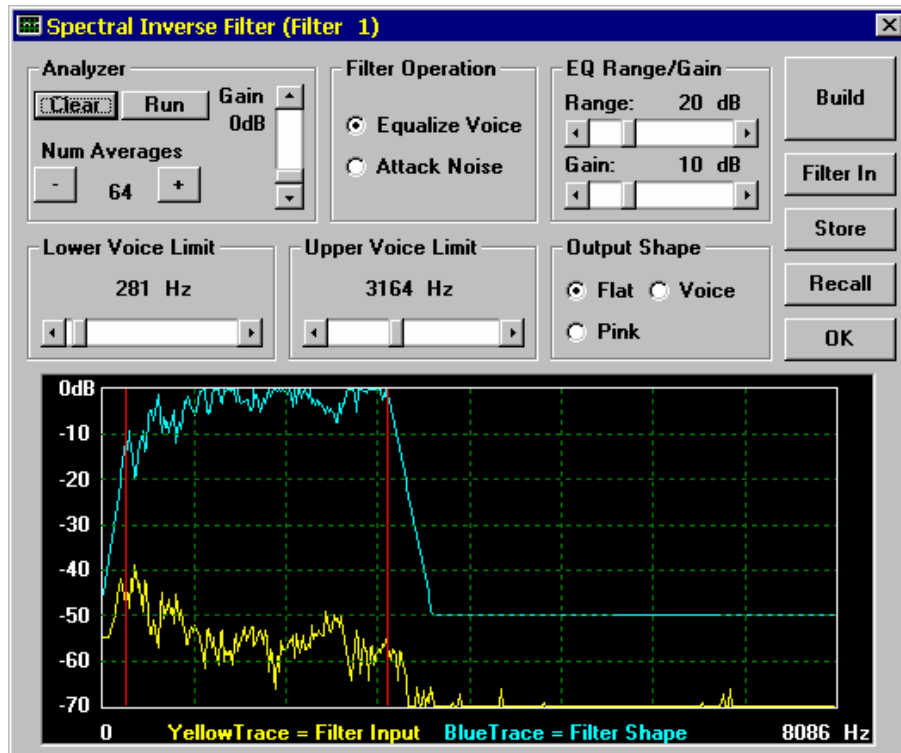 Spectral Inverse Filter (Filter 1)
Analyzer
Clear
Run
Gain
0dB
Num Averages
- 64 +
Filter Operation
Equalize Voice
Attack Noise
EQ Range/Gain
Range: 20 dB
Gain: 10 dB
Build
Filter In
Store
Recall
OK
Lower Voice Limit
281 Hz
Upper Voice Limit
3164 Hz
Output Shape
Flat
Voice
Pink
0dB
-10
-20
-30
-40
-50
-60
-70
0
YellowTrace = Filter Input
BlueTrace = Filter Shape
8086 Hz